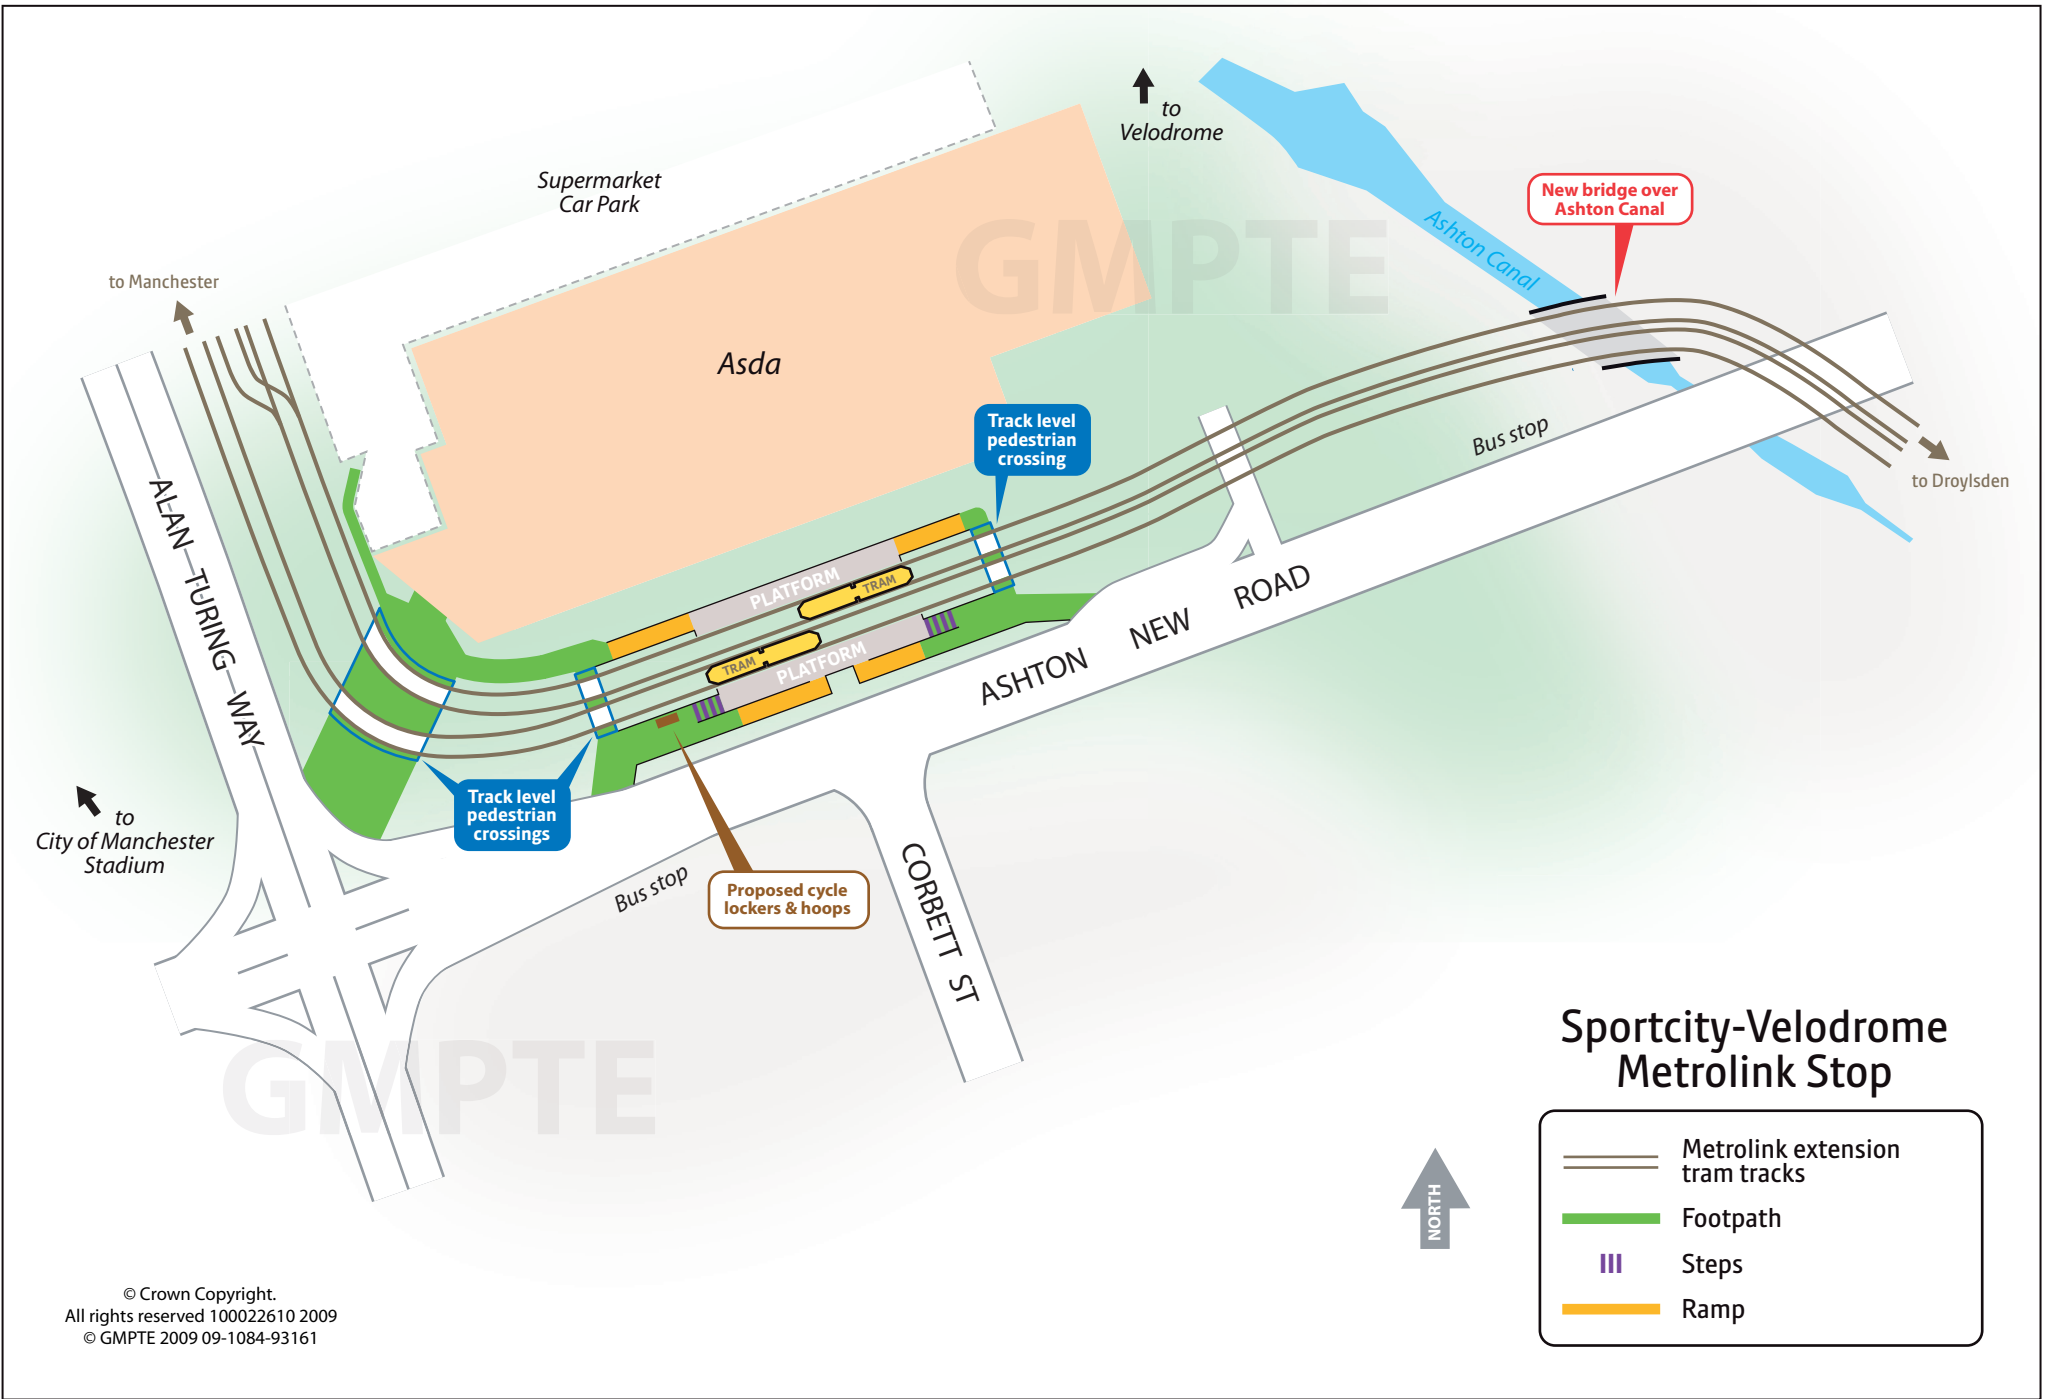 to
Velodrome
Supermarket
Car Park
New bridge over
Ashton Canal
GMPTE
Ashton Canal
to Manchester
Asda
Track level
pedestrian
crossing
Bus stop
to Droylsden
ALAN TURING WAY
PLATFORM
TRAM
TRAM
PLATFORM
ASHTON NEW ROAD
Track level
pedestrian
crossings
to
City of Manchester
Stadium
Bus stop
Proposed cycle
lockers & hoops
CORBETT ST
GMPTE
Sportcity-Velodrome
Metrolink Stop
NORTH
Metrolink extension
tram tracks
Footpath
Steps
Ramp
© Crown Copyright.
All rights reserved 100022610 2009
© GMPTE 2009 09-1084-93161